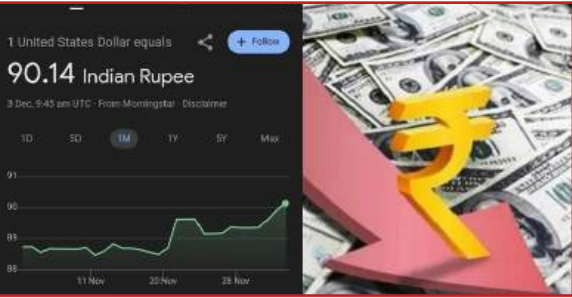 1 United States Dollar equals
+ Follow
90.14 Indian Rupee
3 Dec, 9:45 am UTC · From Morningstar · Disclaimer
1D 5D 1M 1Y 5Y Max
91
90
89
88
11 Nov 20 Nov 28 Nov
₹